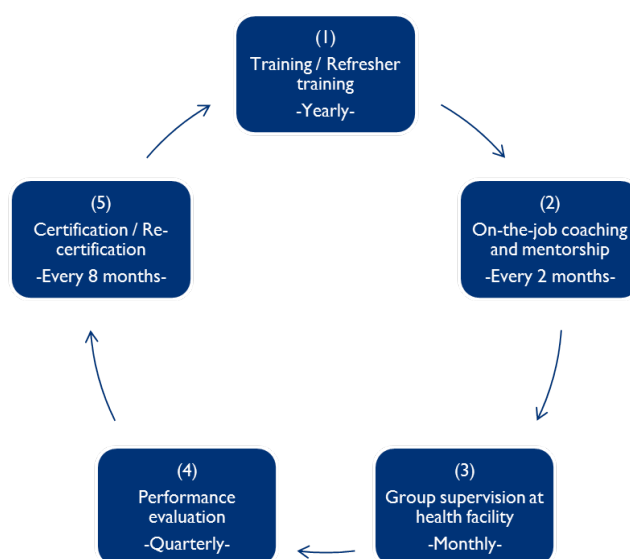 (1)
Training / Refresher
training
-Yearly-
(2)
On-the-job coaching
and mentorship
-Every 2 months-
(3)
Group supervision at
health facility
-Monthly-
(4)
Performance
evaluation
-Quarterly-
(5)
Certification / Re-
certification
-Every 8 months-